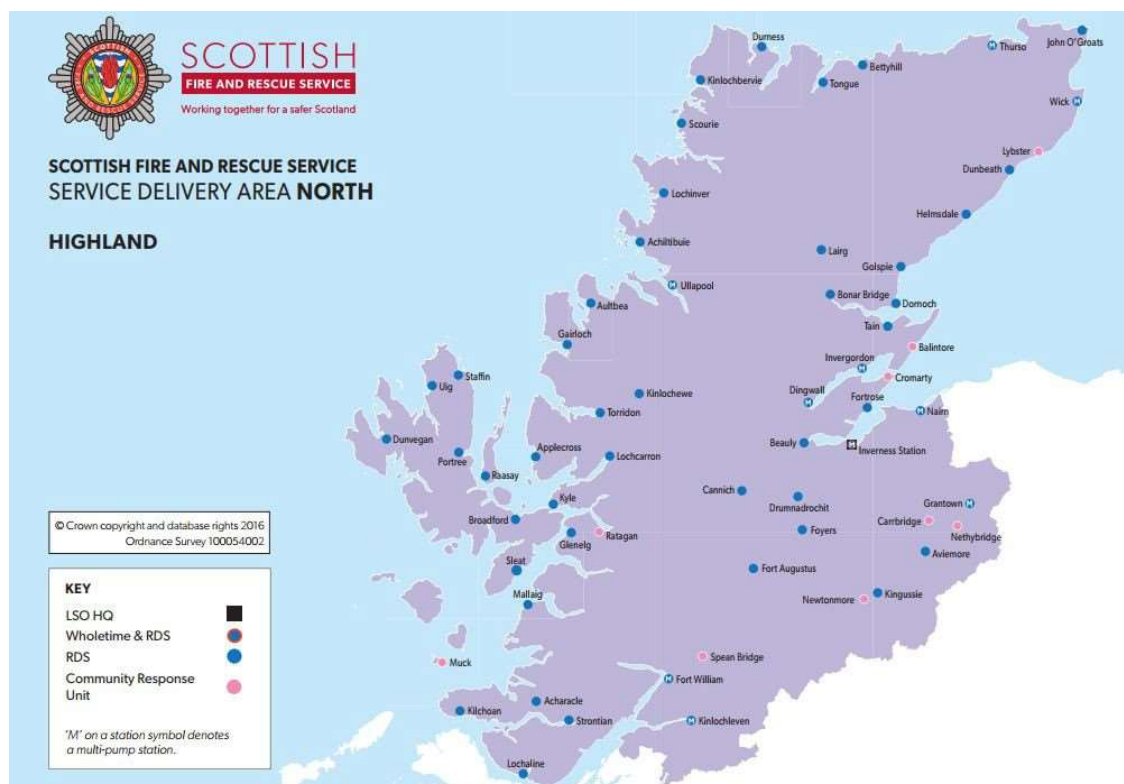 SCOTTISH
FIRE AND RESCUE SERVICE
Working together for a safer Scotland
SCOTTISH FIRE AND RESCUE SERVICE
SERVICE DELIVERY AREA NORTH
HIGHLAND
Durness
Thurso
John O'Groats
Bettyhill
Kinlochbervie
Tongue
Wick
Scourie
Lybster
Dunbeath
Lochinver
Helmsdale
Achiltibuie
Lairg
Golspie
Ullapool
Bonar Bridge
Dornoch
Aultbea
Tain
Gairloch
Balintore
Invergordon
Cromarty
Staffin
Uig
Kinlochewe
Dingwall
Fortrose
Nairn
Torridon
Dunvegan
Beauly
Inverness Station
Applecross
Lochcarron
Portree
Raasay
Cannich
Drumnadrochit
Grantown
Kyle
Carrbridge
Broadford
Nethybridge
Glenelg
Ratagan
Foyers
Aviemore
Sleat
Fort Augustus
Mallaig
Newtonmore
Kingussie
Muck
Spean Bridge
Fort William
Kilchoan
Acharacle
Strontian
Kinlochleven
Lochaline
© Crown copyright and database rights 2016
Ordnance Survey 100054002
KEY
LSO HQ
Wholetime & RDS
RDS
Community Response
Unit
'M' on a station symbol denotes
a multi-pump station.